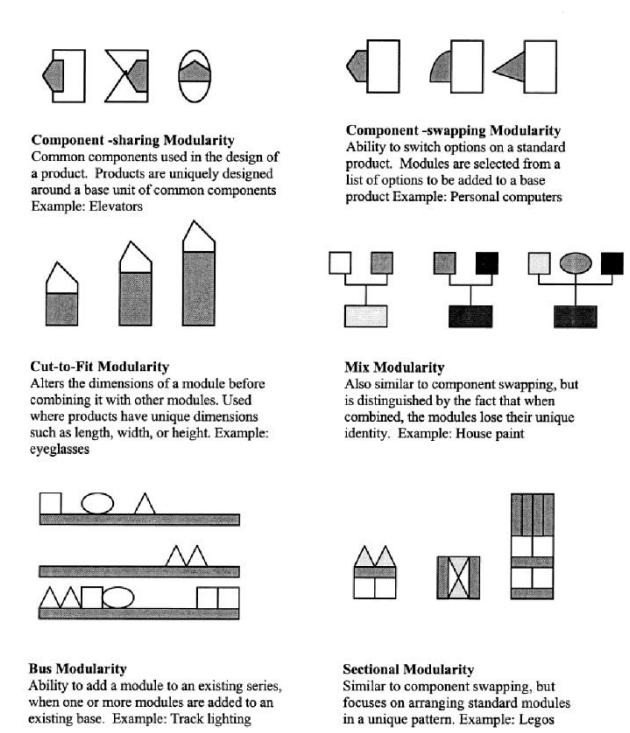 Component -sharing Modularity
Common components used in the design of
a product. Products are uniquely designed
around a base unit of common components
Example: Elevators
Component -swapping Modularity
Ability to switch options on a standard
product. Modules are selected from a
list of options to be added to a base
product Example: Personal computers
Cut-to-Fit Modularity
Alters the dimensions of a module before
combining it with other modules. Used
where products have unique dimensions
such as length, width, or height. Example:
eyeglasses
Mix Modularity
Also similar to component swapping, but
is distinguished by the fact that when
combined, the modules lose their unique
identity. Example: House paint
Bus Modularity
Ability to add a module to an existing series,
when one or more modules are added to an
existing base. Example: Track lighting
Sectional Modularity
Similar to component swapping, but
focuses on arranging standard modules
in a unique pattern. Example: Legos